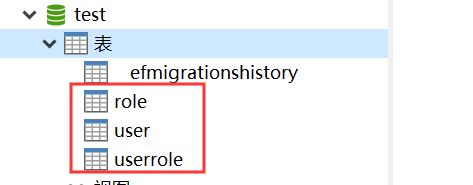 test
表
efmigrationshistory
role
user
userrole